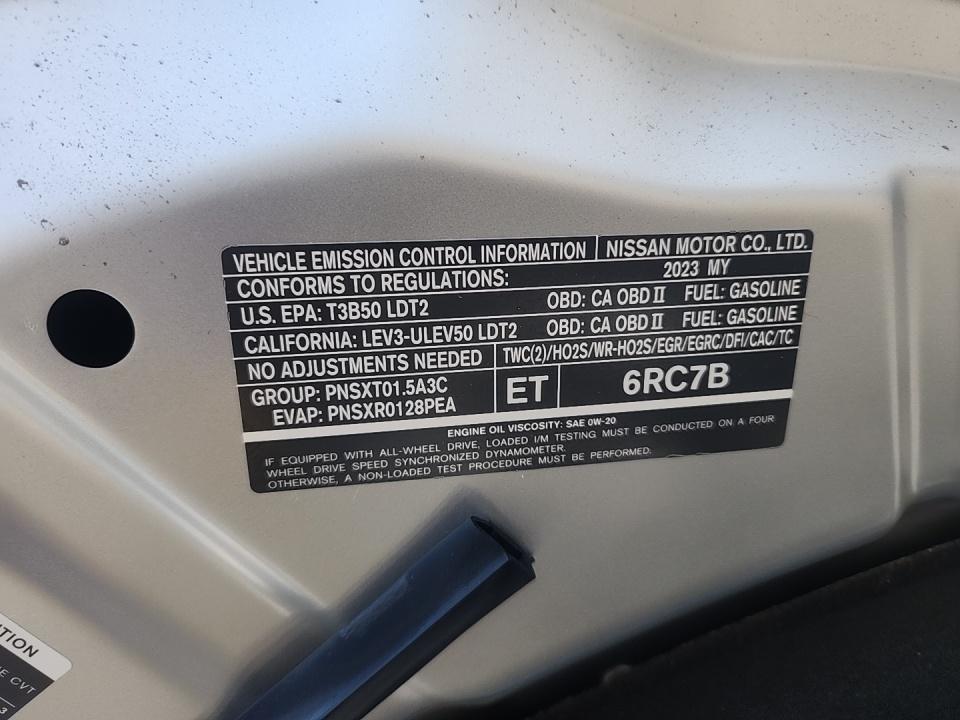 VEHICLE EMISSION CONTROL INFORMATION NISSAN MOTOR CO., LTD.
CONFORMS TO REGULATIONS: 2023 MY
U.S. EPA: T3B50 LDT2 OBD: CA OBD II FUEL: GASOLINE
CALIFORNIA: LEV3-ULEV50 LDT2 OBD: CA OBD II FUEL: GASOLINE
NO ADJUSTMENTS NEEDED TWC(2)/HO2S/WR-HO2S/EGR/EGRC/DFI/CAC/TC
GROUP: PNSXT01.5A3C
EVAP: PNSXR0128PEA
ET 6RC7B
ENGINE OIL VISCOSITY: SAE 0W-20
IF EQUIPPED WITH ALL-WHEEL DRIVE, LOADED I/M TESTING MUST BE CONDUCTED ON A FOUR
WHEEL DRIVE SPEED SYNCHRONIZED DYNAMOMETER.
OTHERWISE, A NON-LOADED TEST PROCEDURE MUST BE PERFORMED.
CVT
3